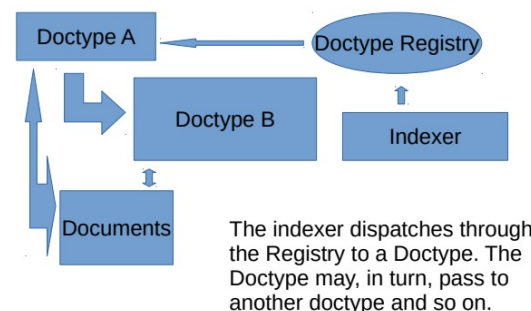 Doctype A
Doctype Registry
Doctype B
Indexer
Documents
The indexer dispatches through
the Registry to a Doctype. The
Doctype may, in turn, pass to
another doctype and so on.